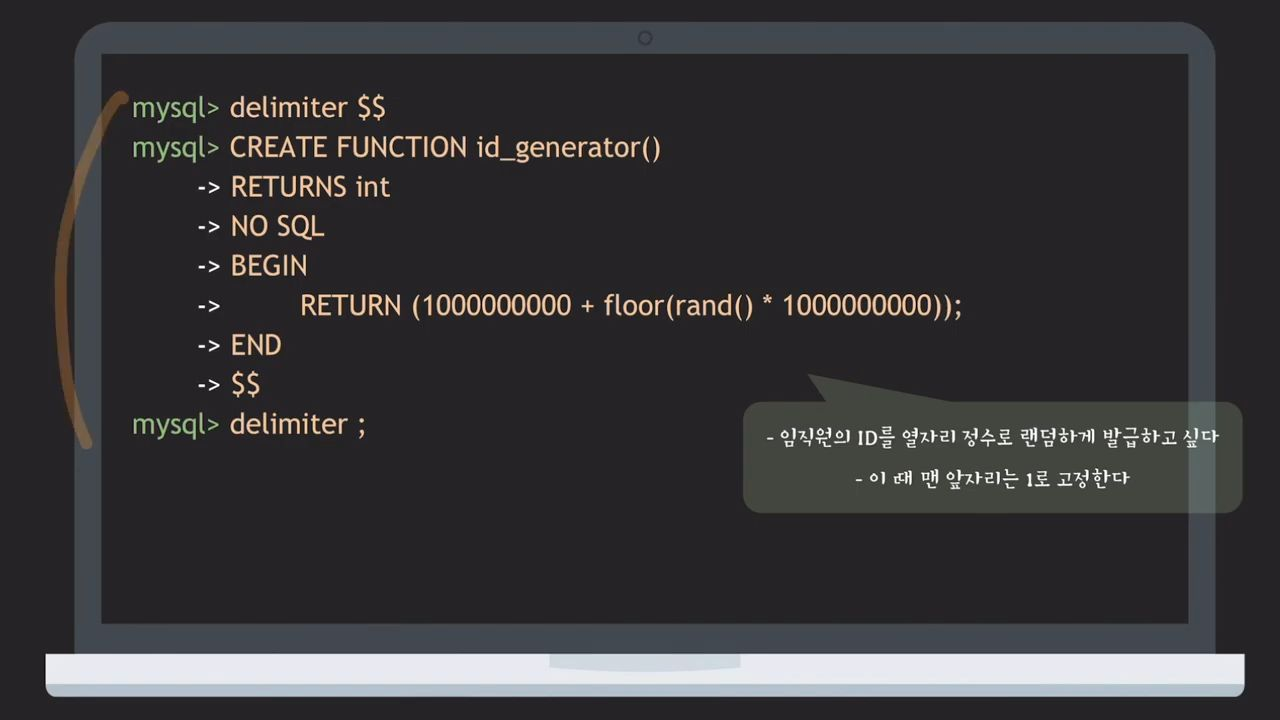 mysql> delimiter $$
mysql> CREATE FUNCTION id_generator()
-> RETURNS int
-> NO SQL
-> BEGIN
-> RETURN (1000000000 + floor(rand() * 1000000000));
-> END
-> $$
mysql> delimiter ;
- 임직원의 ID를 열자리 정수로 랜덤하게 발급하고 싶다
- 이 때 맨 앞자리는 1로 고정한다